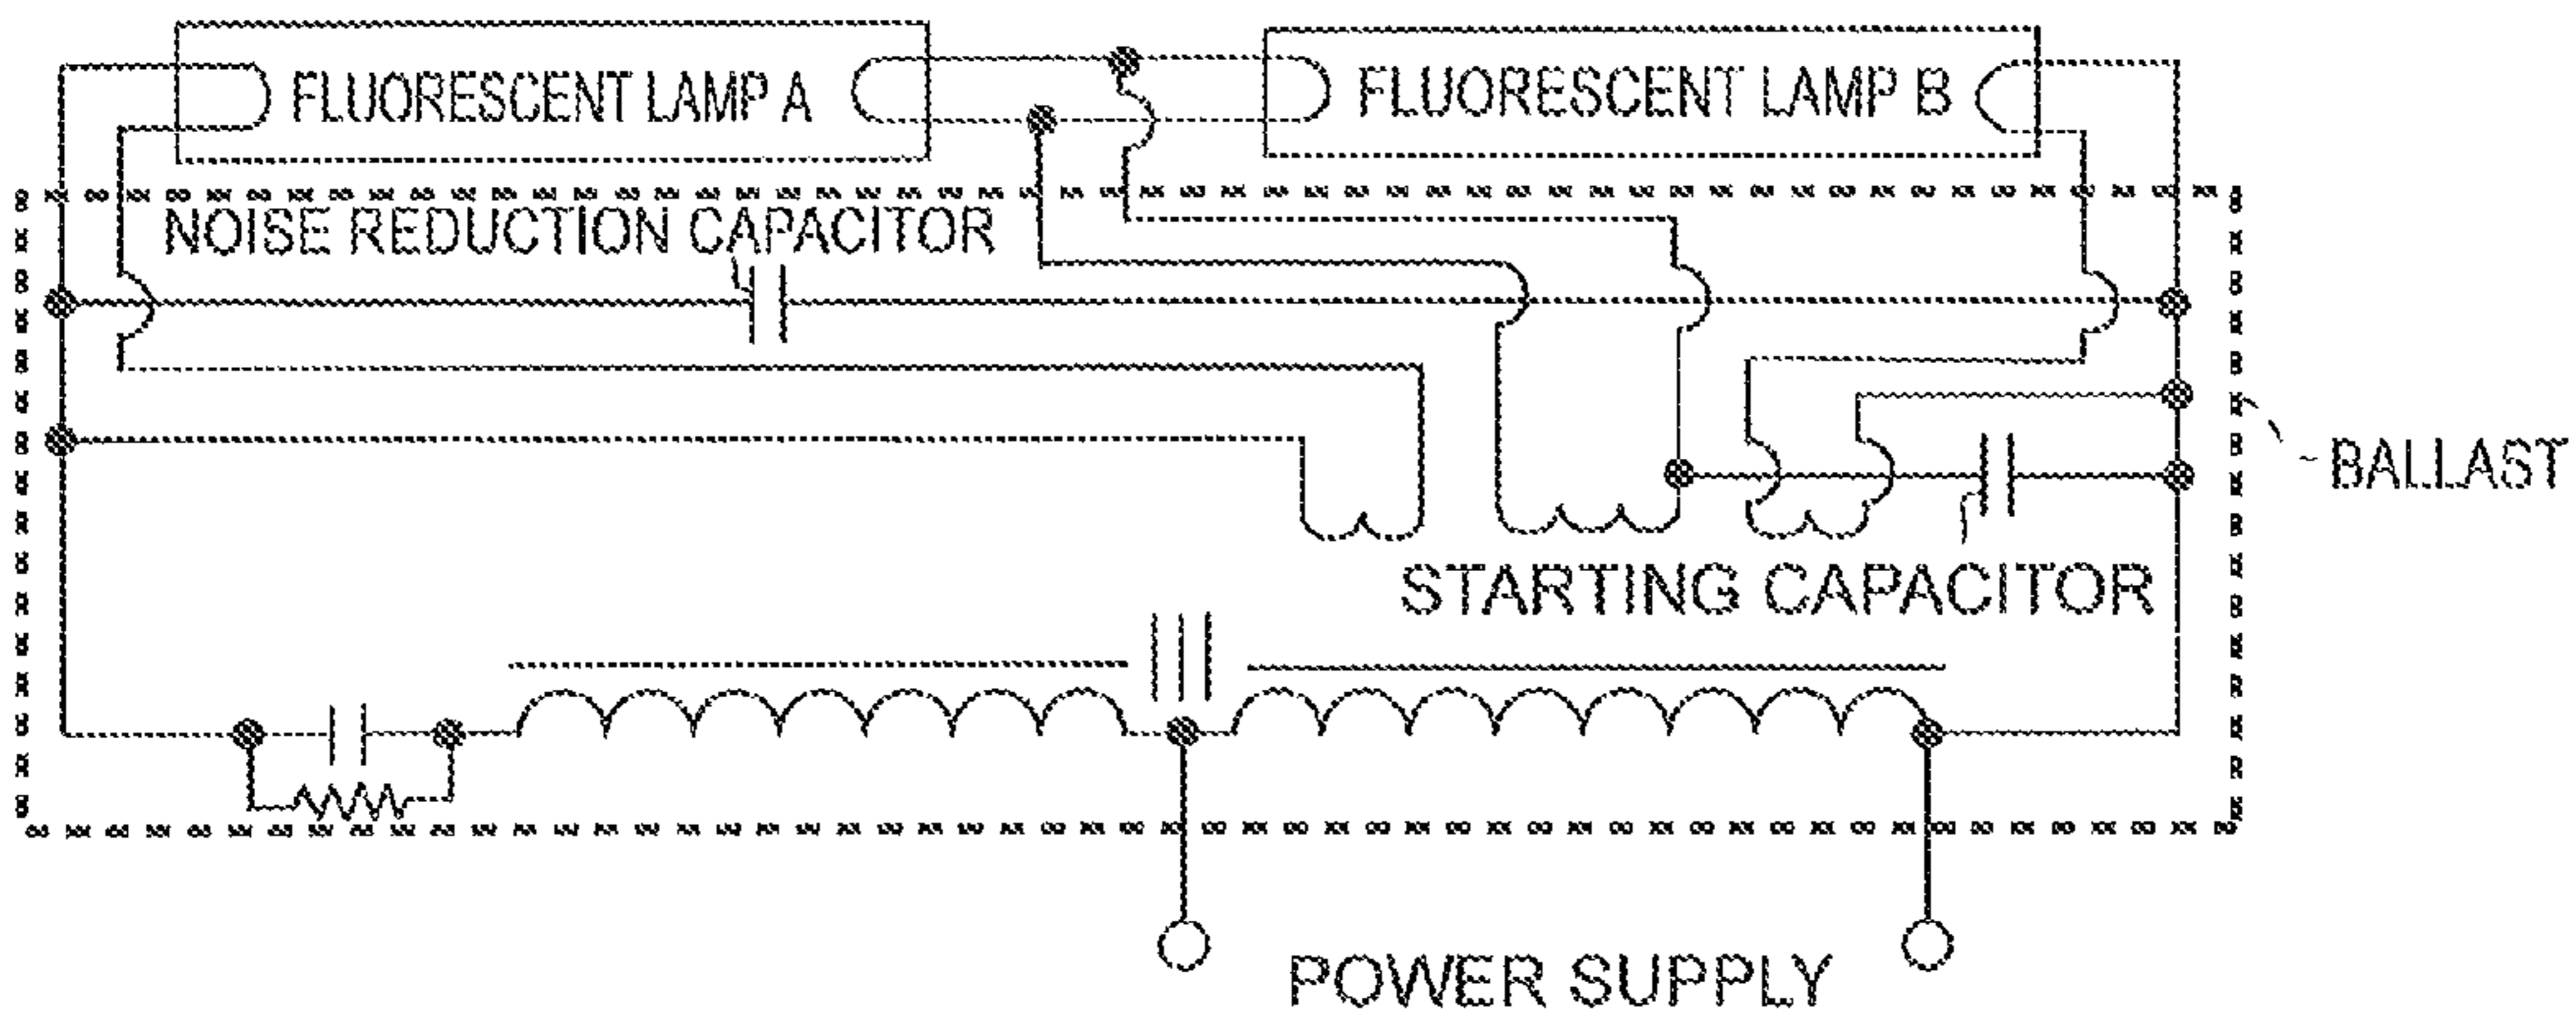 FLUORESCENT LAMP A
FLUORESCENT LAMP B
NOISE REDUCTION CAPACITOR
BALLAST
STARTING CAPACITOR
POWER SUPPLY